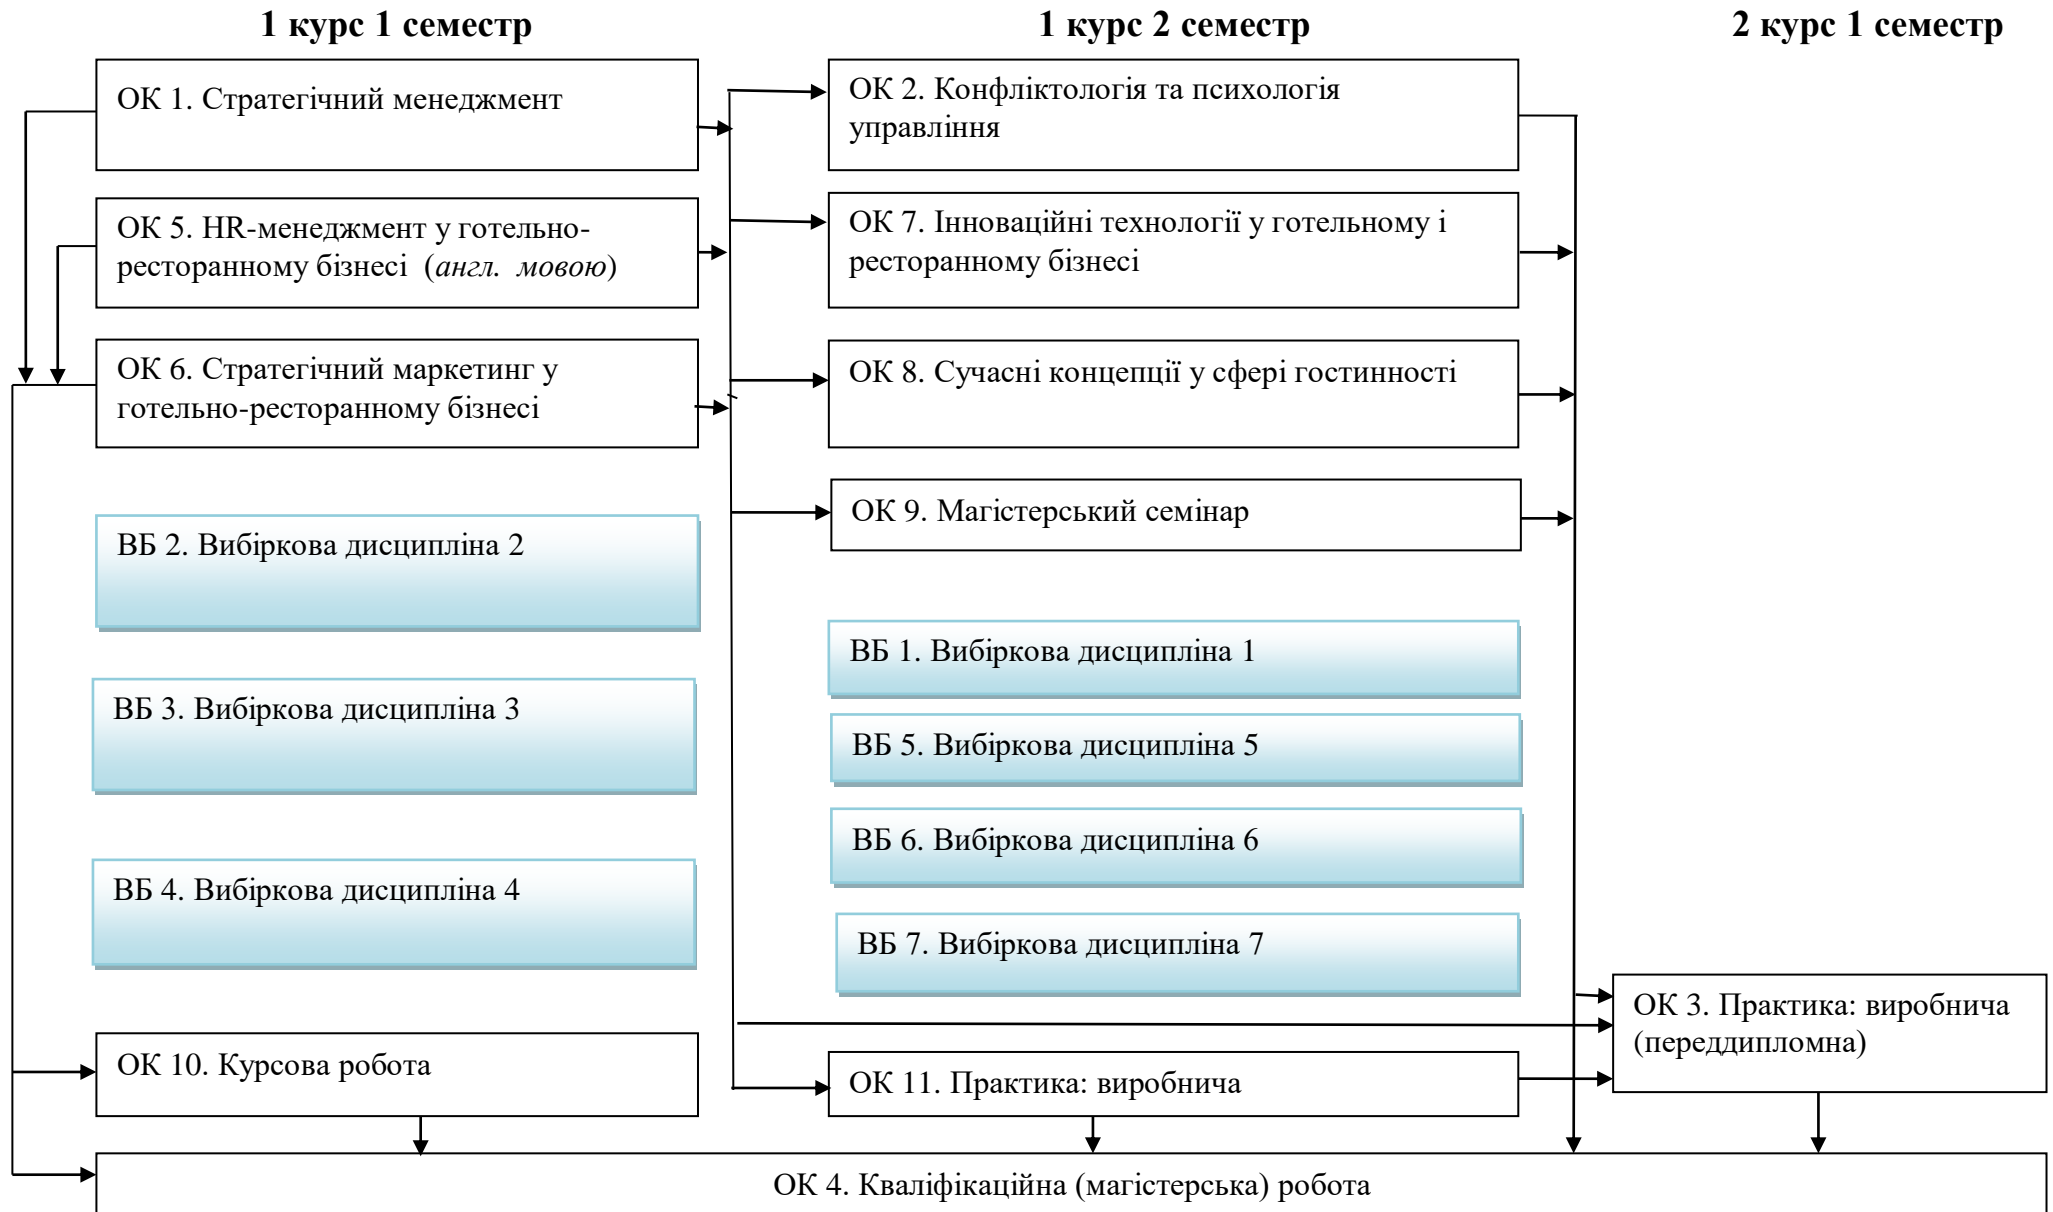 1 курс 1 семестр
1 курс 2 семестр
2 курс 1 семестр
ОК 1. Стратегічний менеджмент
ОК 5. HR-менеджмент у готельно-
ресторанному бізнесі (англ. мовою)
ОК 6. Стратегічний маркетинг у
готельно-ресторанному бізнесі
ВБ 2. Вибіркова дисципліна 2
ВБ 3. Вибіркова дисципліна 3
ВБ 4. Вибіркова дисципліна 4
ОК 10. Курсова робота
ОК 2. Конфліктологія та психологія
управління
ОК 7. Інноваційні технології у готельному і
ресторанному бізнесі
ОК 8. Сучасні концепції у сфері гостинності
ОК 9. Магістерський семінар
ВБ 1. Вибіркова дисципліна 1
ВБ 5. Вибіркова дисципліна 5
ВБ 6. Вибіркова дисципліна 6
ВБ 7. Вибіркова дисципліна 7
ОК 11. Практика: виробнича
ОК 3. Практика: виробнича
(переддипломна)
ОК 4. Кваліфікаційна (магістерська) робота